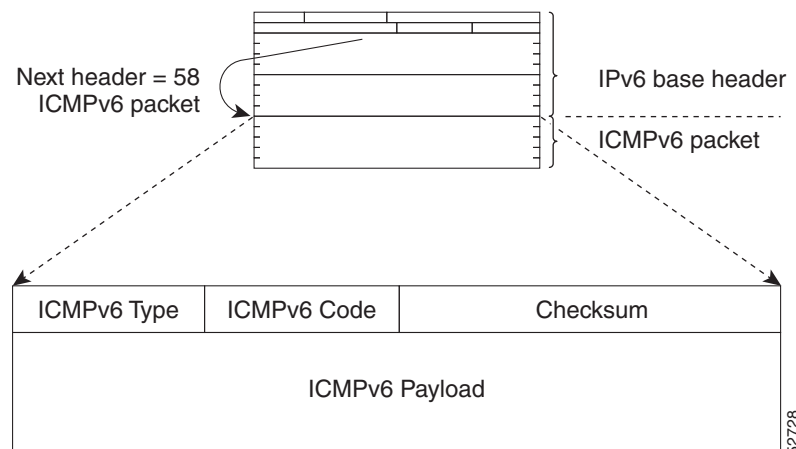 Next header = 58
ICMPv6 packet
IPv6 base header
ICMPv6 packet
ICMPv6 Type
ICMPv6 Code
Checksum
ICMPv6 Payload